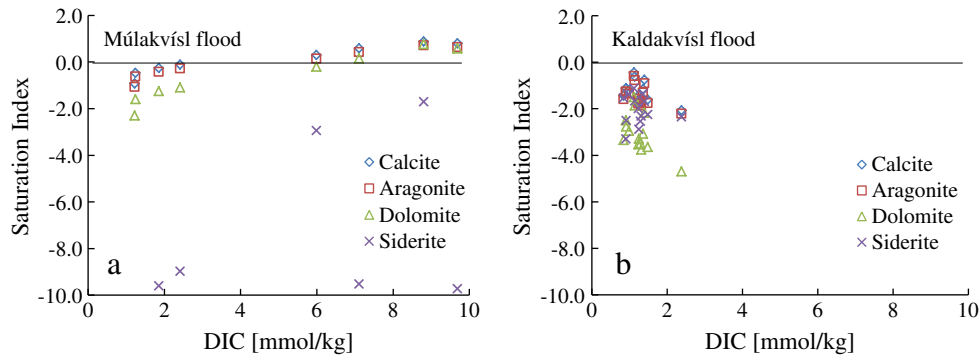 2.0
0.0
-2.0
-4.0
-6.0
-8.0
-10.0
Saturation Index
Múlakvísl flood
Calcite
Aragonite
Dolomite
Siderite
a
0 2 4 6 8 10
DIC [mmol/kg]
2.0
0.0
-2.0
-4.0
-6.0
-8.0
-10.0
Saturation Index
Kaldakvísl flood
Calcite
Aragonite
Dolomite
Siderite
b
0 2 4 6 8 10
DIC [mmol/kg]